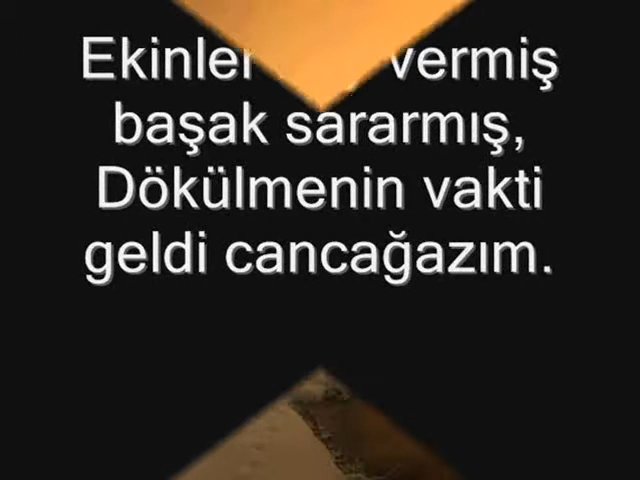 Ekinler vermiş
başak sararmış,
Dökülmenin vakti
geldi cancağazım.